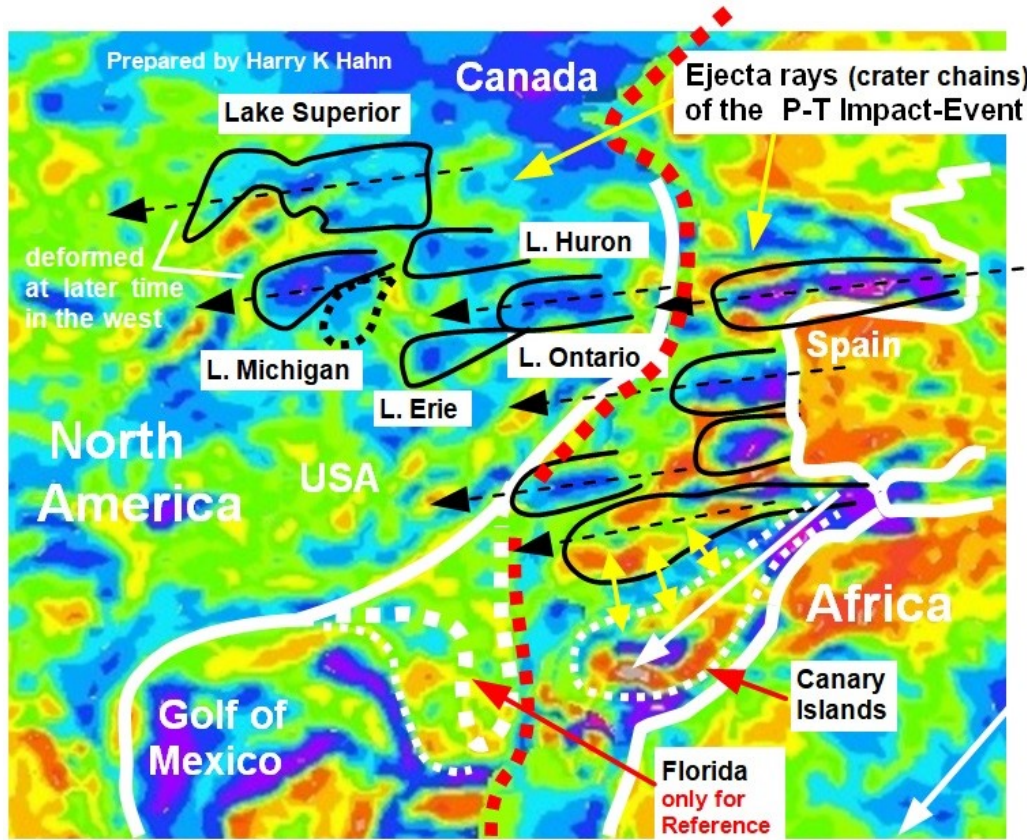 Prepared by Harry K Hahn
Canada
Ejecta rays (crater chains)
of the P-T Impact-Event
Lake Superior
L. Huron
deformed
at later time
in the west
Spain
L. Michigan
L. Ontario
L. Erie
North
America
USA
Africa
Canary
Islands
Golf of
Mexico
Florida
only for
Reference